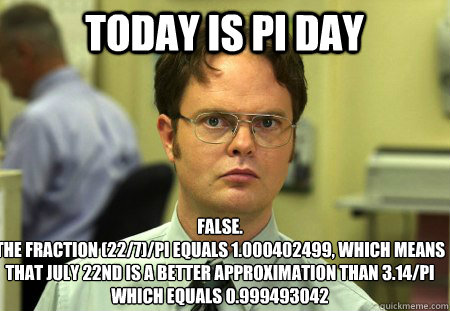 TODAY IS PI DAY
FALSE.
THE FRACTION (22/7)/PI EQUALS 1.000402499, WHICH MEANS
THAT JULY 22ND IS A BETTER APPROXIMATION THAN 3.14/PI
WHICH EQUALS 0.999493042
quickmeme.com